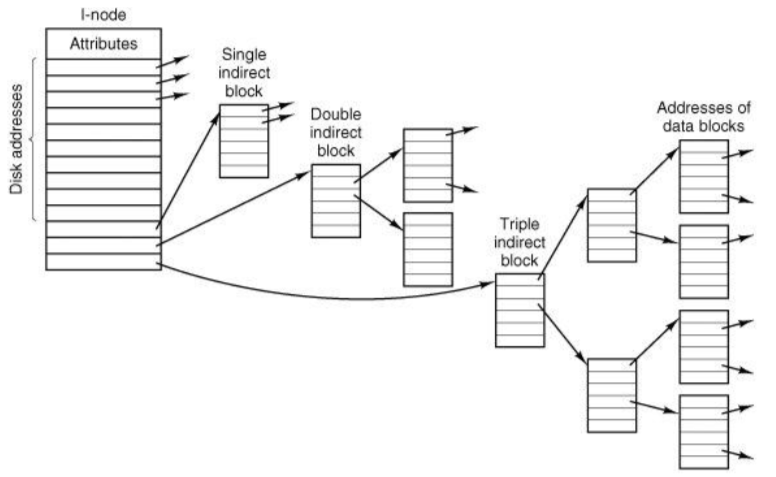 I-node
Attributes
Disk addresses
Single
indirect
block
Double
indirect
block
Triple
indirect
block
Addresses of
data blocks